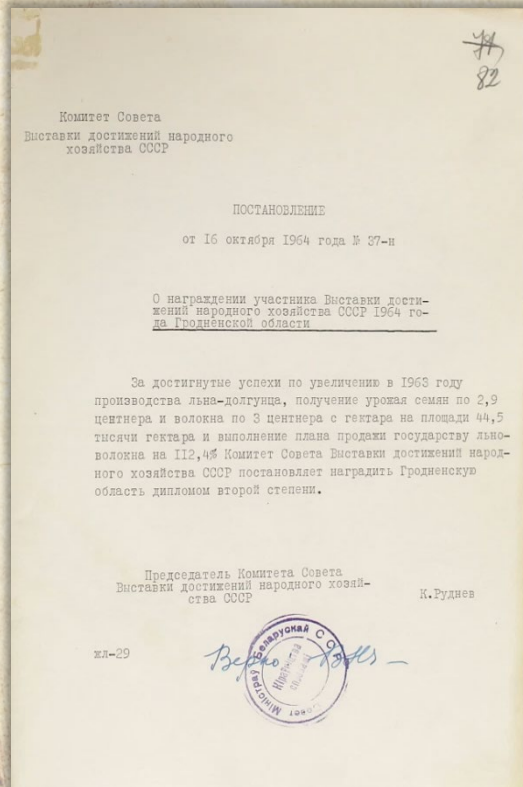 82
Комитет Совета
Выставки достижений народного
хозяйства СССР
ПОСТАНОВЛЕНИЕ
от 16 октября 1964 года № 37-н
О награждении участника Выставки дости-
жений народного хозяйства СССР 1964 го-
да Гродненской области
За достигнутые успехи по увеличению в 1963 году
производства льна-долгунца, получение урожая семян по 2,9
центнера и волокна по 3 центнера с гектара на площади 44,5
тысячи гектара и выполнение плана продажи государству льно-
волокна на 112,4% Комитет Совета Выставки достижений народ-
ного хозяйства СССР постановляет наградить Гродненскую
область дипломом второй степени.
Председатель Комитета Совета
Выставки достижений народного хозяй-
ства СССР
К.Руднев
жл-29
Верно
Совет Міністраў Беларускай ССР